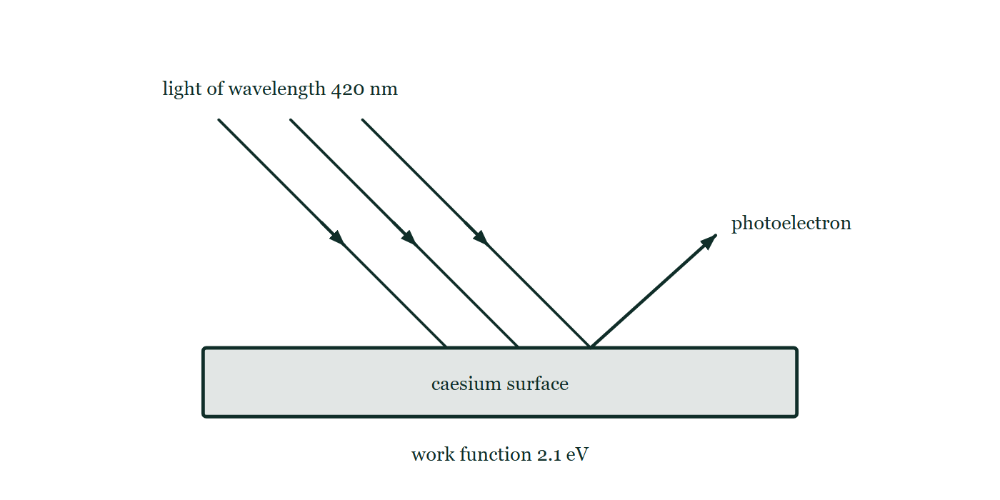 light of wavelength 420 nm
photoelectron
caesium surface
work function 2.1 eV